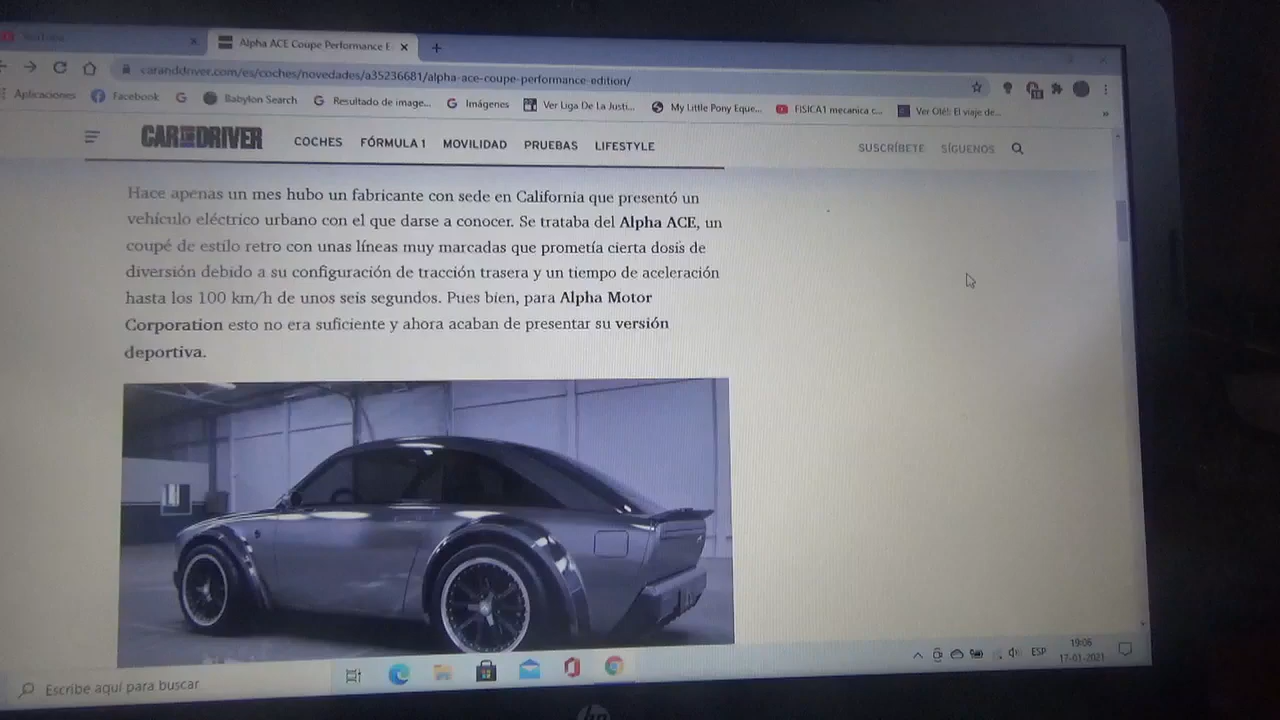 YouTube
Alpha ACE Coupe Performance E
caranddriver.com/es/coches/novedades/a35236681/alpha-ace-coupe-performance-edition/
Aplicaciones Facebook G Babylon Search Resultado de image... Imágenes Ver Liga De La Justi... My Little Pony Eque... FISICA1 mecanica c... Ver Olé!: El viaje de... »
CAR AND DRIVER COCHES FÓRMULA 1 MOVILIDAD PRUEBAS LIFESTYLE SUSCRÍBETE SÍGUENOS
Hace apenas un mes hubo un fabricante con sede en California que presentó un
vehículo eléctrico urbano con el que darse a conocer. Se trataba del Alpha ACE, un
coupé de estilo retro con unas líneas muy marcadas que prometía cierta dosis de
diversión debido a su configuración de tracción trasera y un tiempo de aceleración
hasta los 100 km/h de unos seis segundos. Pues bien, para Alpha Motor
Corporation esto no era suficiente y ahora acaban de presentar su versión
deportiva.
Escribe aquí para buscar
ESP
19:06
17-01-2021
hp